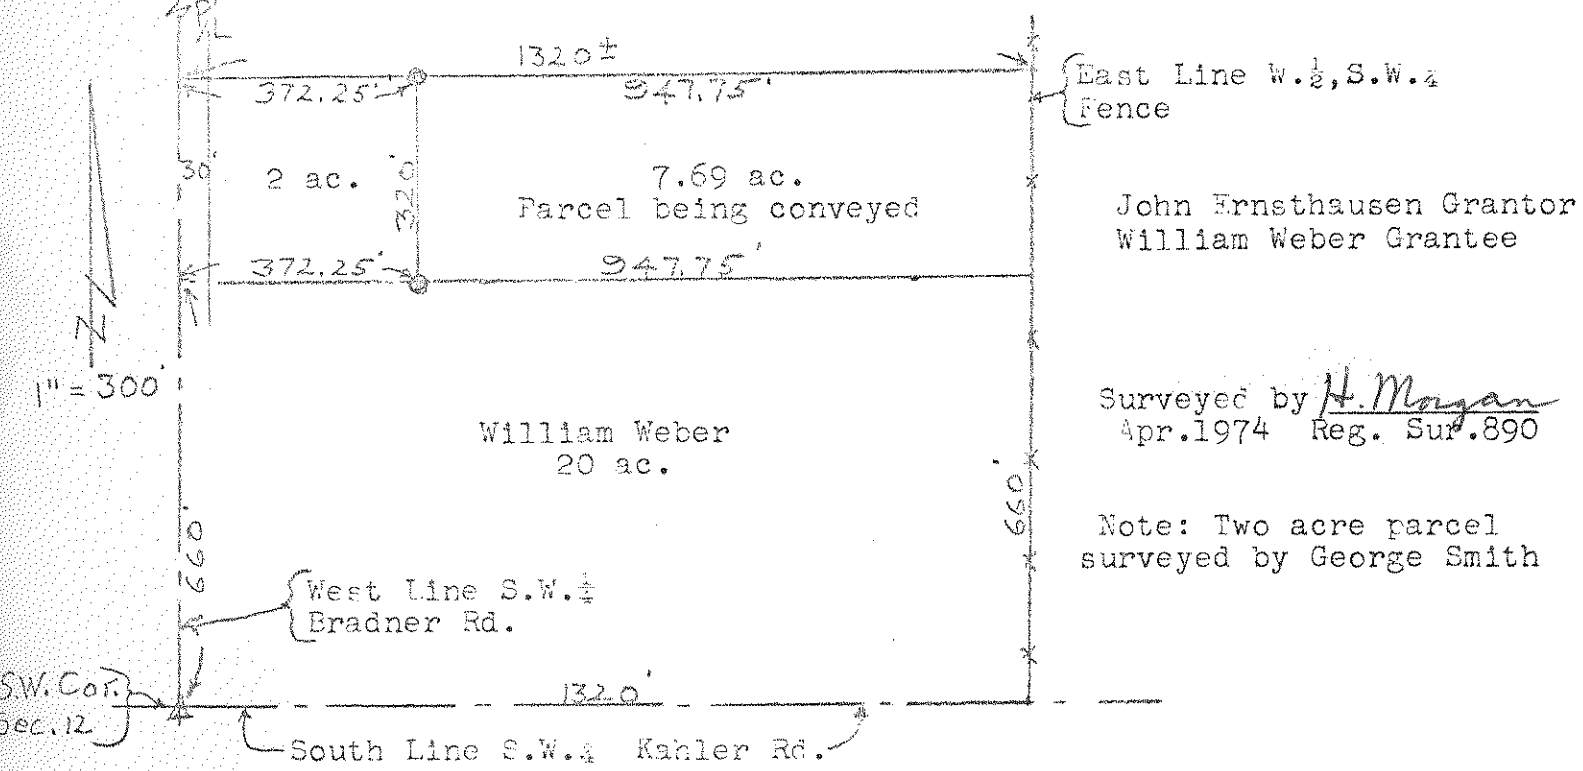 P
L
1320±
372.25'
947.75'
East Line W.½,S.W.¼
Fence
30'
2 ac.
320'
7.69 ac.
Parcel being conveyed
John Ernsthausen Grantor
William Weber Grantee
372.25'
947.75'
N
1" = 300'
William Weber
20 ac.
Surveyed by H. Morgan
Apr.1974 Reg. Sur.890
660'
660'
Note: Two acre parcel
surveyed by George Smith
West Line S.W.¼
Bradner Rd.
S.W. Cor.
Sec. 12
1320'
South Line S.W.¼ Kahler Rd.